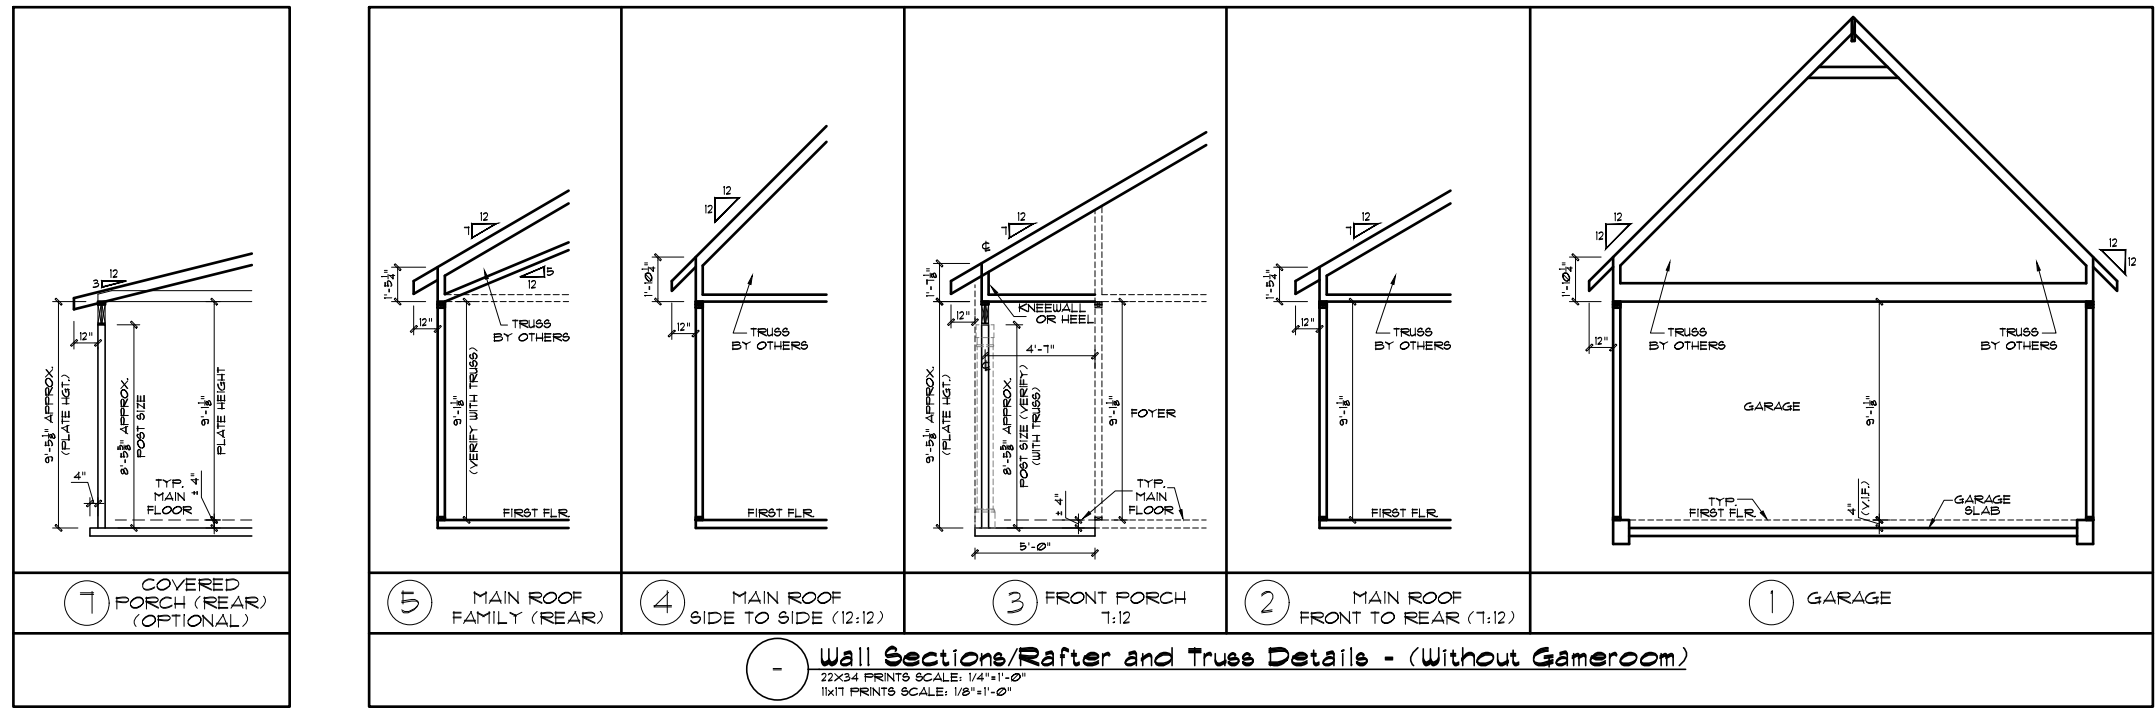 12
3
12"
9'-5 1/8" APPROX.
(PLATE HGT.)
8'-5 5/8" APPROX.
POST SIZE
9'-1 1/8"
PLATE HEIGHT
4"
± 4"
TYP.
MAIN
FLOOR
7
COVERED
PORCH (REAR)
(OPTIONAL)
12
7
5
12
1'-5 1/4"
12"
TRUSS
BY OTHERS
9'-1 1/8"
(VERIFY WITH TRUSS)
FIRST FLR.
5
MAIN ROOF
FAMILY (REAR)
12
12
1'-10 1/4"
12"
TRUSS
BY OTHERS
FIRST FLR.
4
MAIN ROOF
SIDE TO SIDE (12:12)
12
7
℄
1'-7 1/8"
12"
KNEEWALL
OR HEEL
4'-7"
℄
9'-5 1/8" APPROX.
(PLATE HGT.)
8'-5 5/8" APPROX.
POST SIZE (VERIFY)
(WITH TRUSS)
9'-1 1/8"
FOYER
± 4"
TYP.
MAIN
FLOOR
5'-0"
3
FRONT PORCH
7:12
12
7
1'-5 1/4"
12"
TRUSS
BY OTHERS
9'-1 1/8"
FIRST FLR.
2
MAIN ROOF
FRONT TO REAR (7:12)
12
12
12
12
1'-10 1/4"
12"
TRUSS
BY OTHERS
TRUSS
BY OTHERS
GARAGE
9'-1 1/8"
TYP.
FIRST FLR.
4"
(V.I.F.)
GARAGE
SLAB
1
GARAGE
-
Wall Sections/Rafter and Truss Details - (Without Gameroom)
22X34 PRINTS SCALE: 1/4"=1'-0"
11x17 PRINTS SCALE: 1/8"=1'-0"